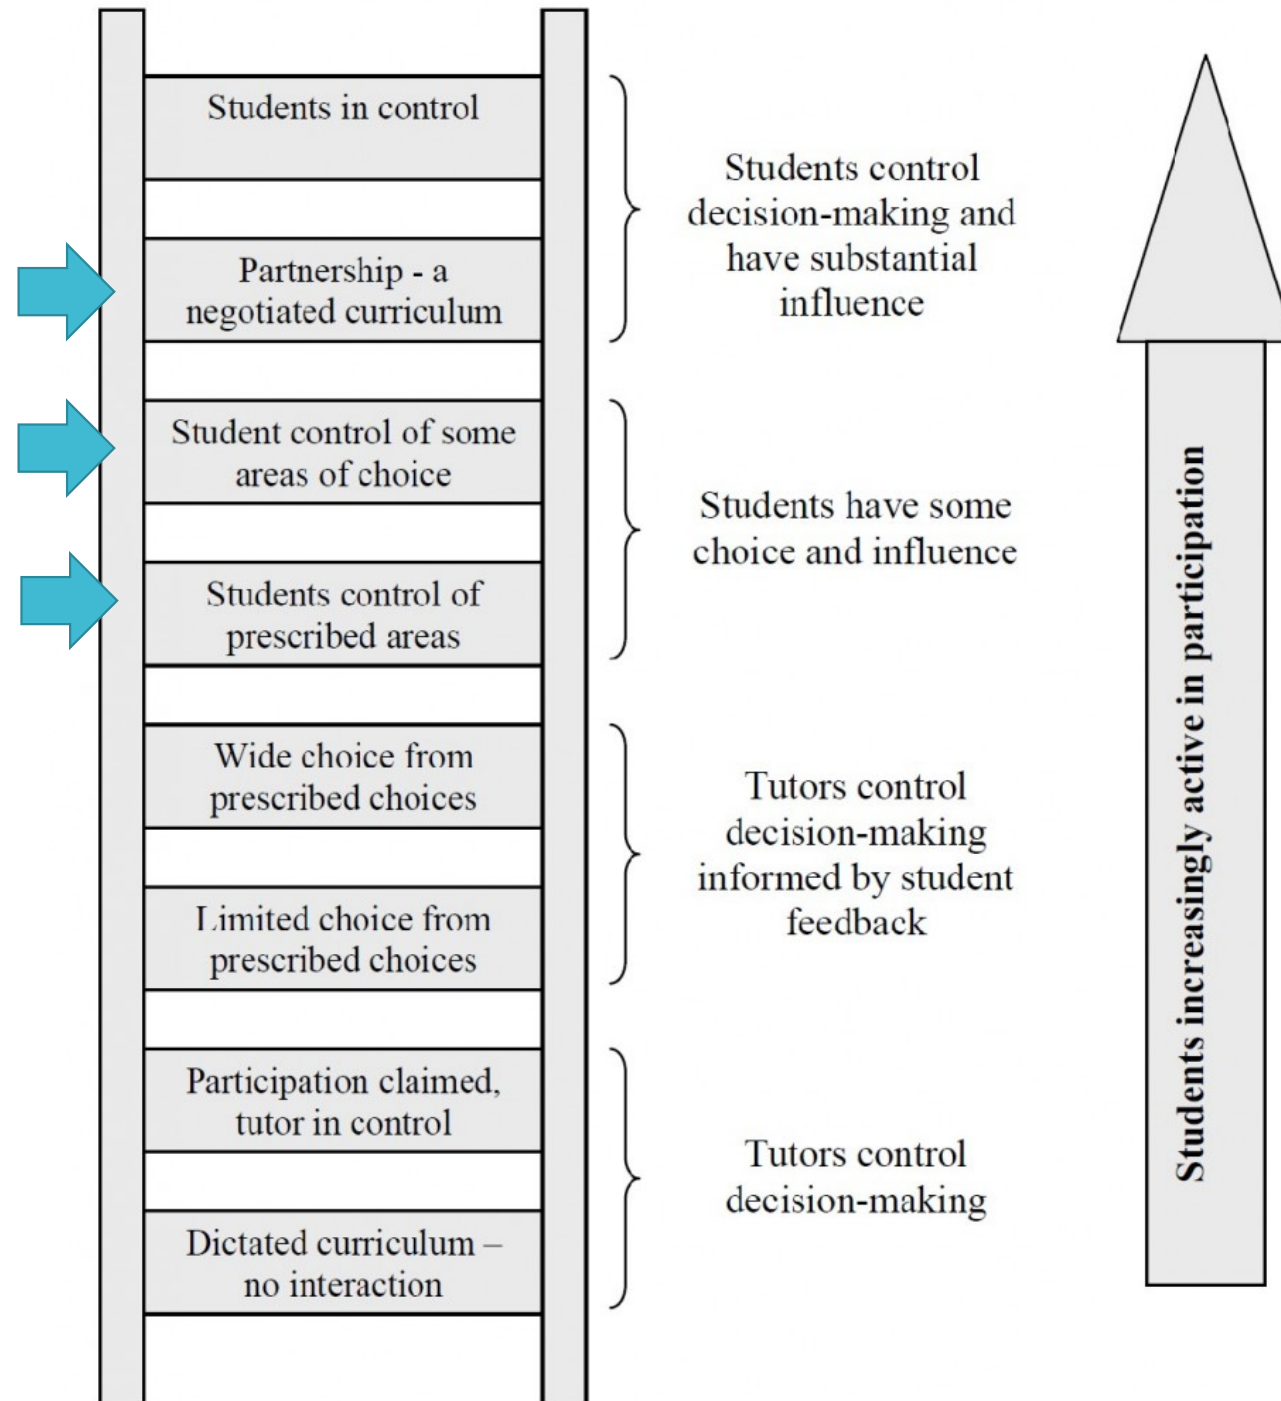 Students in control
Partnership - a
negotiated curriculum
Student control of some
areas of choice
Students control of
prescribed areas
Wide choice from
prescribed choices
Limited choice from
prescribed choices
Participation claimed,
tutor in control
Dictated curriculum –
no interaction
Students control
decision-making and
have substantial
influence
Students have some
choice and influence
Tutors control
decision-making
informed by student
feedback
Tutors control
decision-making
Students increasingly active in participation